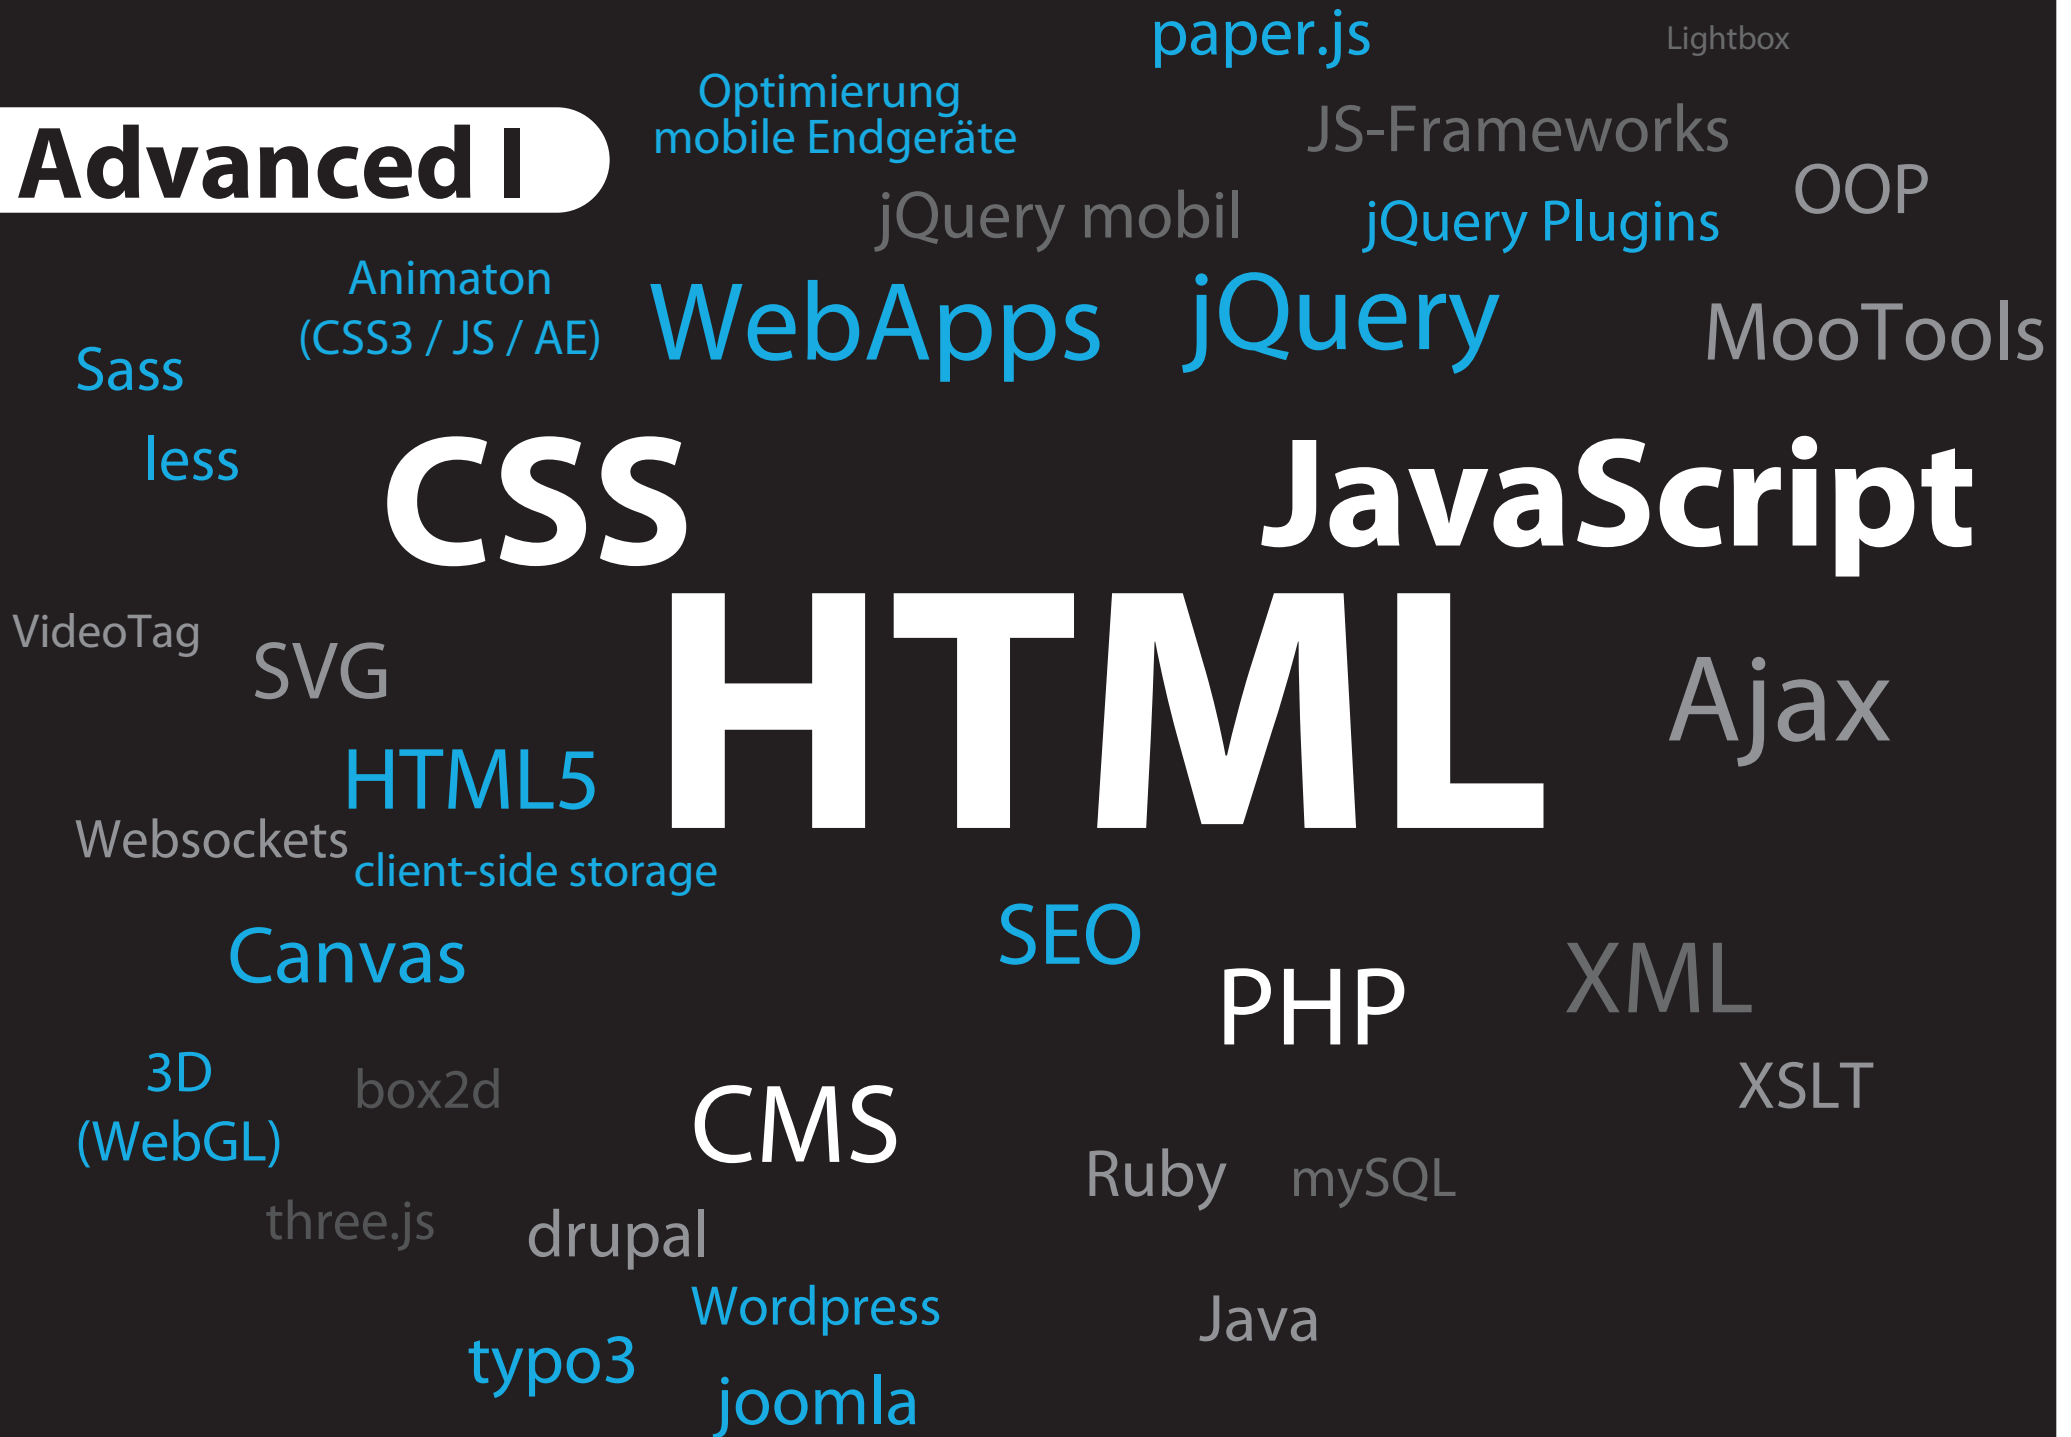 paper.js
Lightbox
Optimierung
mobile Endgeräte
JS-Frameworks
Advanced I
OOP
jQuery mobil
jQuery Plugins
Animaton
(CSS3 / JS / AE)
WebApps
jQuery
MooTools
Sass
less
CSS
JavaScript
VideoTag
SVG
HTML
Ajax
HTML5
Websockets
client-side storage
SEO
Canvas
PHP
XML
3D
(WebGL)
box2d
CMS
XSLT
Ruby
mySQL
three.js
drupal
Wordpress
Java
typo3
joomla